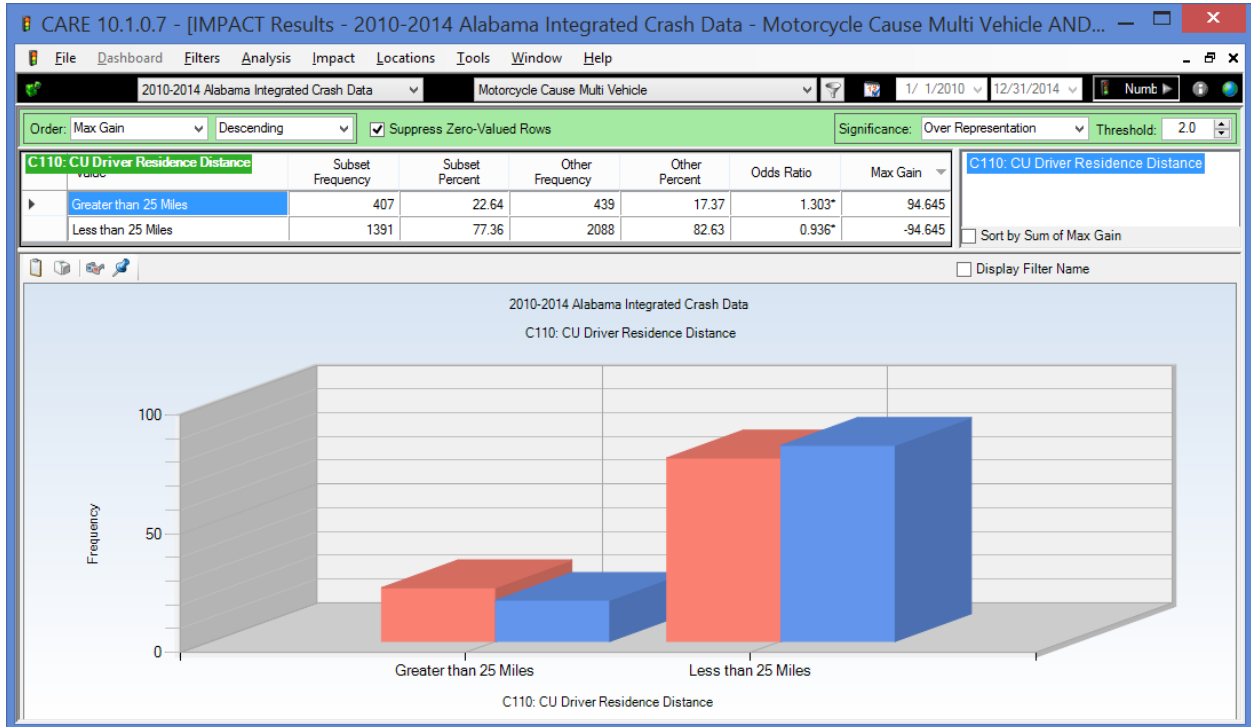 CARE 10.1.0.7 - [IMPACT Results - 2010-2014 Alabama Integrated Crash Data - Motorcycle Cause Multi Vehicle AND...
File Dashboard Filters Analysis Impact Locations Tools Window Help
2010-2014 Alabama Integrated Crash Data Motorcycle Cause Multi Vehicle 1/ 1/2010 12/31/2014 Numb
Order: Max Gain Descending Suppress Zero-Valued Rows Significance: Over Representation Threshold: 2.0
C110: CU Driver Residence Distance
Value Subset Frequency Subset Percent Other Frequency Other Percent Odds Ratio Max Gain
Greater than 25 Miles 407 22.64 439 17.37 1.303* 94.645
Less than 25 Miles 1391 77.36 2088 82.63 0.936* -94.645
C110: CU Driver Residence Distance
Sort by Sum of Max Gain
Display Filter Name
2010-2014 Alabama Integrated Crash Data
C110: CU Driver Residence Distance
100
50
0
Frequency
Greater than 25 Miles Less than 25 Miles
C110: CU Driver Residence Distance